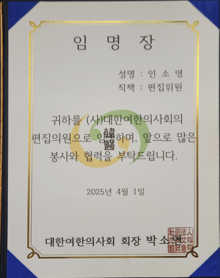 임 명 장
성명 : 인 소 영
직책 : 편집위원
귀하를 (사)대한여한의사회의
편집의원으로 임명하며, 앞으로 많은
봉사와 협력을 부탁드립니다.
2025년 4월 1일
대한여한의사회 회장 박 소 연